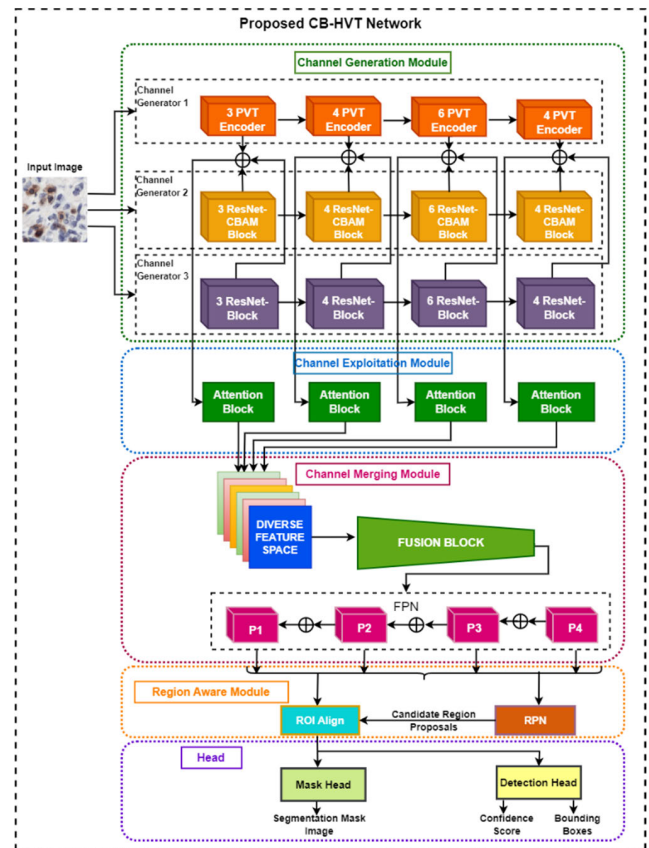 Proposed CB-HVT Network
Channel Generation Module
Channel
Generator 1
3 PVT
Encoder
4 PVT
Encoder
6 PVT
Encoder
4 PVT
Encoder
Input Image
Channel
Generator 2
3 ResNet-
CBAM
Block
4 ResNet-
CBAM
Block
6 ResNet-
CBAM
Block
4 ResNet-
CBAM
Block
Channel
Generator 3
3 ResNet-
Block
4 ResNet-
Block
6 ResNet-
Block
4 ResNet-
Block
Channel Exploitation Module
Attention
Block
Attention
Block
Attention
Block
Attention
Block
Channel Merging Module
DIVERSE
FEATURE
SPACE
FUSION BLOCK
FPN
P1
P2
P3
P4
Region Aware Module
ROI Align
Candidate Region
Proposals
RPN
Head
Mask Head
Detection Head
Segmentation Mask
Image
Confidence
Score
Bounding
Boxes